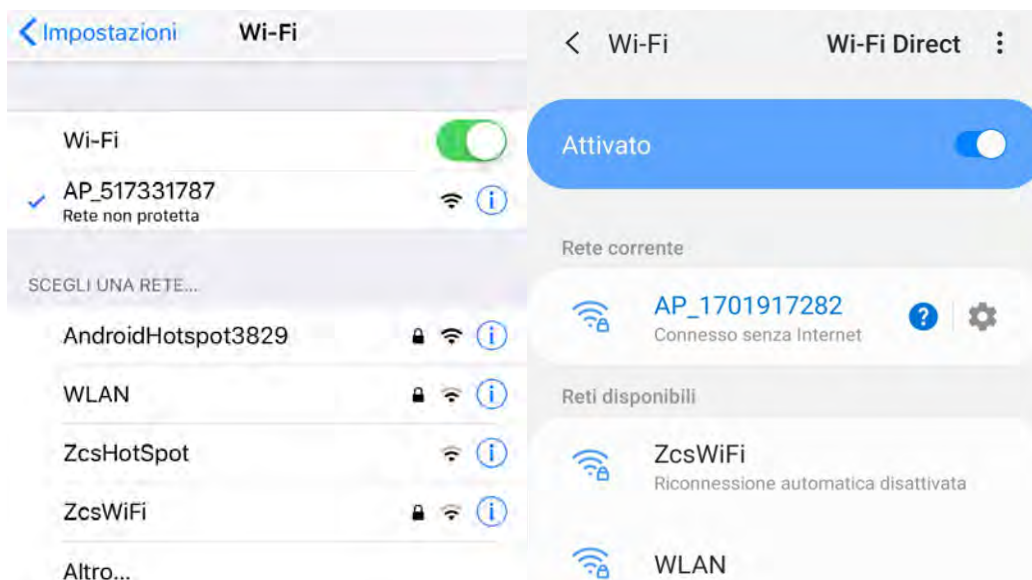 Impostazioni Wi-Fi
Wi-Fi
AP_517331787
Rete non protetta
SCEGLI UNA RETE...
AndroidHotspot3829
WLAN
ZcsHotSpot
ZcsWiFi
Altro...
Wi-Fi Wi-Fi Direct
Attivato
Rete corrente
AP_1701917282
Connesso senza Internet
Reti disponibili
ZcsWiFi
Riconnessione automatica disattivata
WLAN